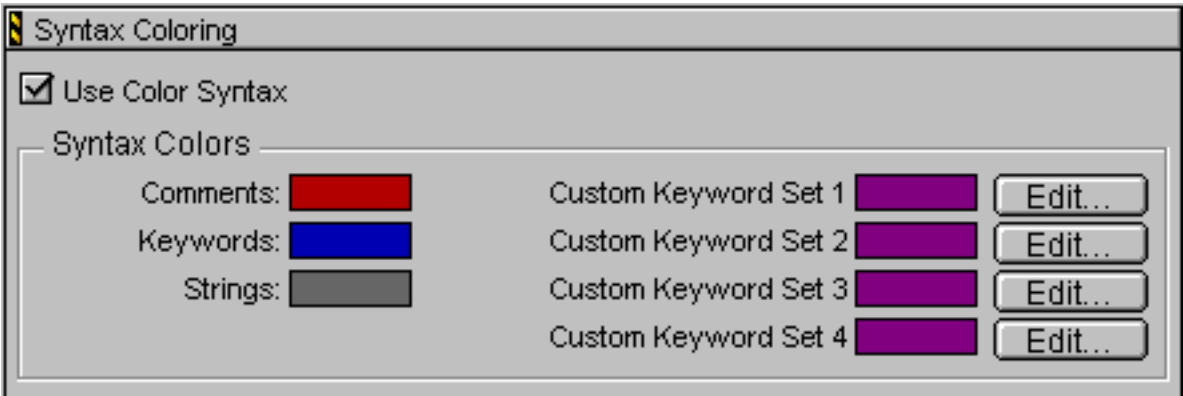 Syntax Coloring
Use Color Syntax
Syntax Colors
Comments:
Keywords:
Strings:
Custom Keyword Set 1 Edit...
Custom Keyword Set 2 Edit...
Custom Keyword Set 3 Edit...
Custom Keyword Set 4 Edit...